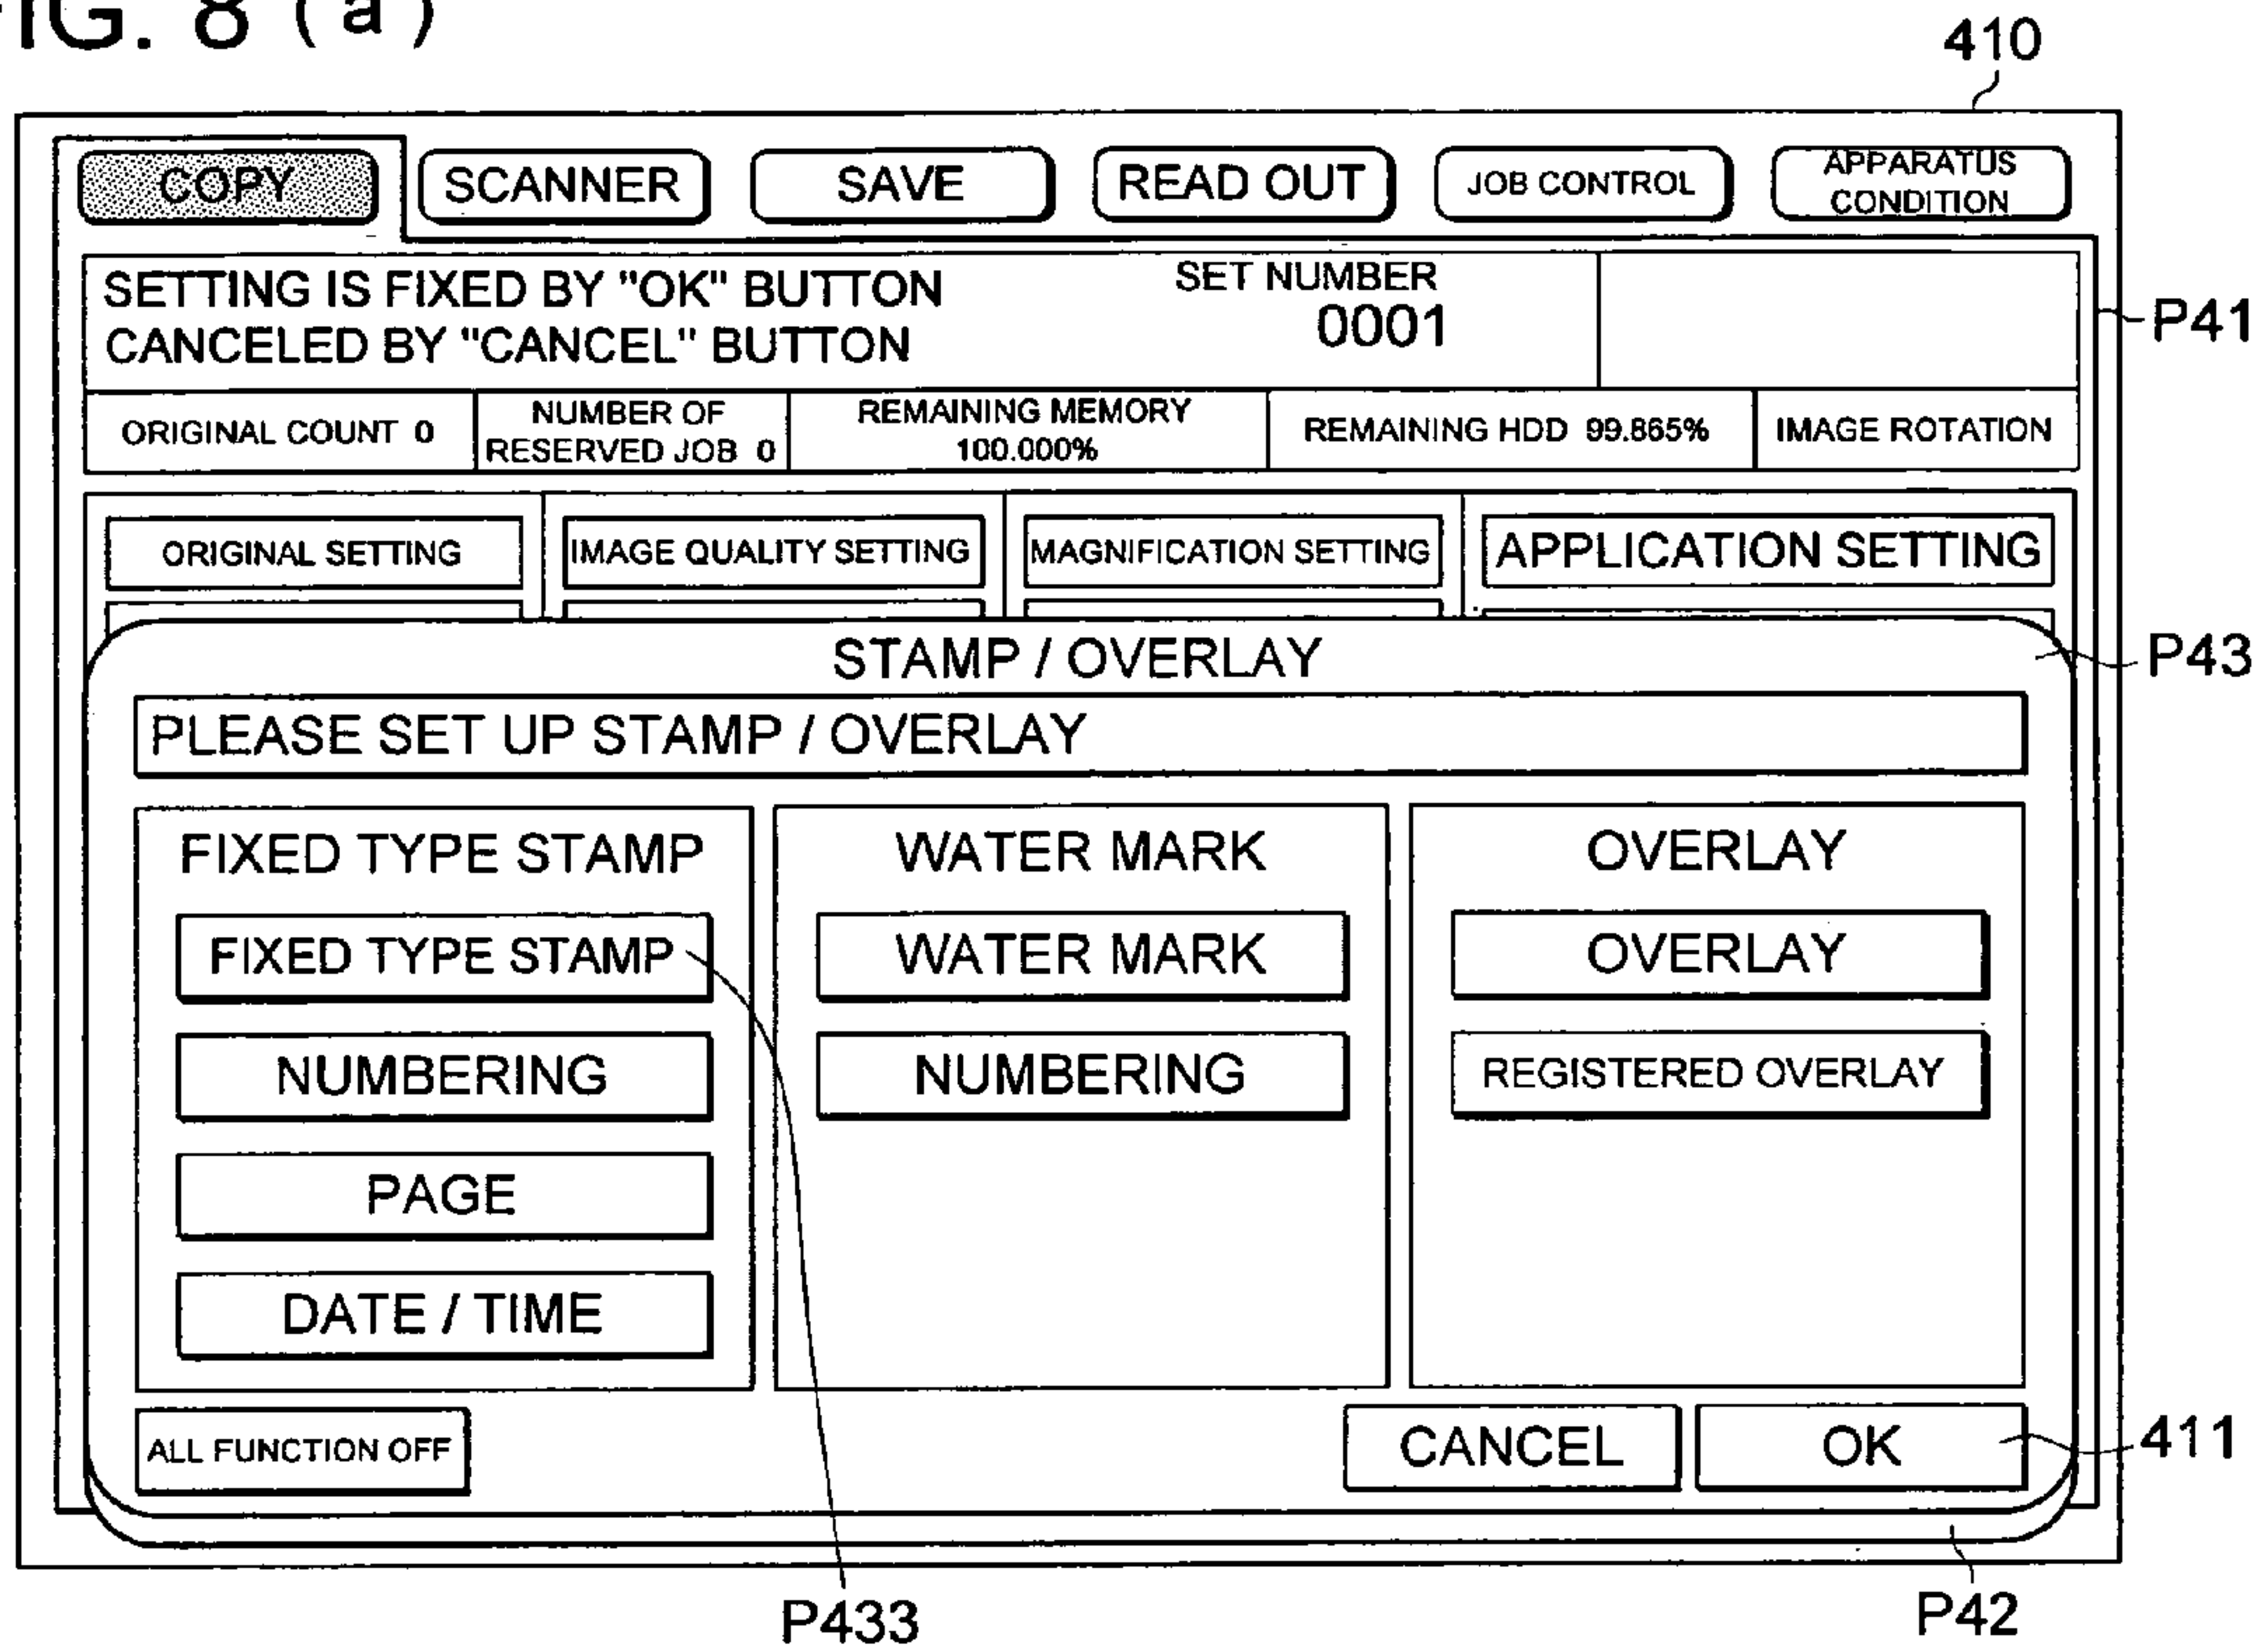 FIG. 8 (a)
410
COPY
SCANNER
SAVE
READ OUT
JOB CONTROL
APPARATUS
CONDITION
SETTING IS FIXED BY "OK" BUTTON
CANCELED BY "CANCEL" BUTTON
SET NUMBER
0001
P41
ORIGINAL COUNT 0
NUMBER OF
RESERVED JOB 0
REMAINING MEMORY
100.000%
REMAINING HDD 99.865%
IMAGE ROTATION
ORIGINAL SETTING
IMAGE QUALITY SETTING
MAGNIFICATION SETTING
APPLICATION SETTING
STAMP / OVERLAY
P43
PLEASE SET UP STAMP / OVERLAY
FIXED TYPE STAMP
FIXED TYPE STAMP
NUMBERING
PAGE
DATE / TIME
WATER MARK
WATER MARK
NUMBERING
OVERLAY
OVERLAY
REGISTERED OVERLAY
ALL FUNCTION OFF
CANCEL
OK
411
P433
P42